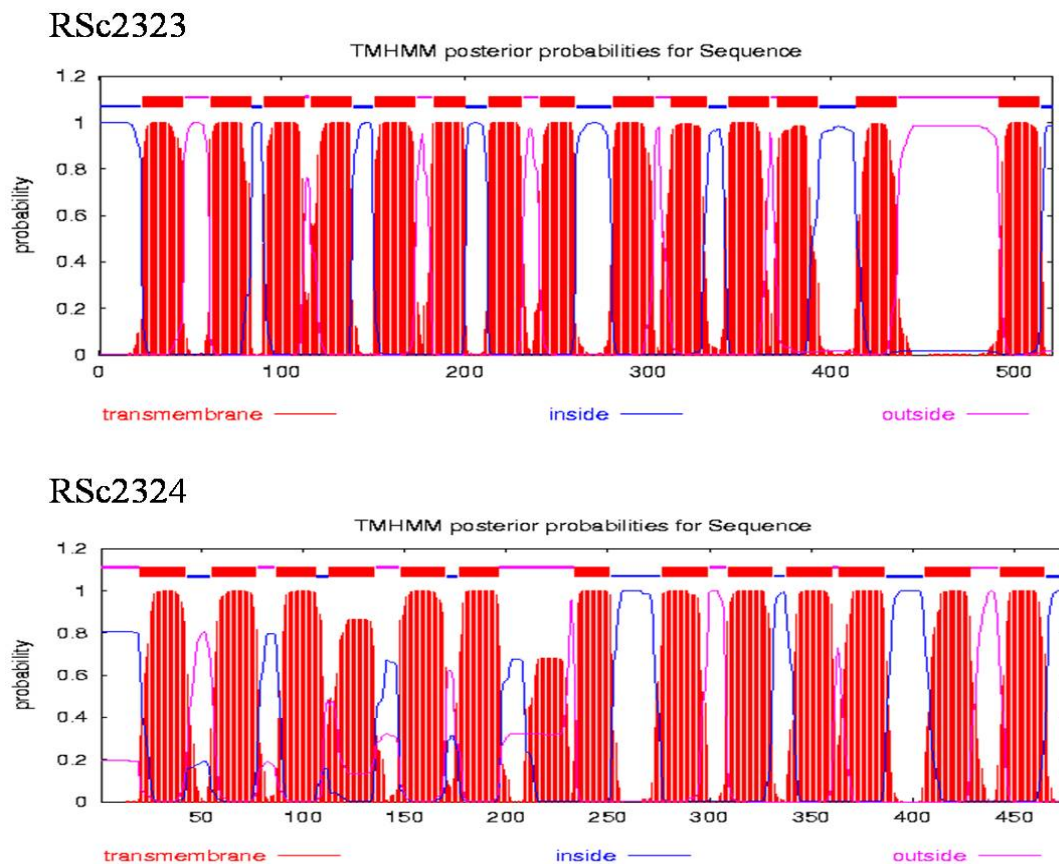 RSc2323
TMHMM posterior probabilities for Sequence
1.2
1
0.8
0.6
0.4
0.2
0
probability
0 100 200 300 400 500
transmembrane inside outside
RSc2324
TMHMM posterior probabilities for Sequence
1.2
1
0.8
0.6
0.4
0.2
0
probability
50 100 150 200 250 300 350 400 450
transmembrane inside outside